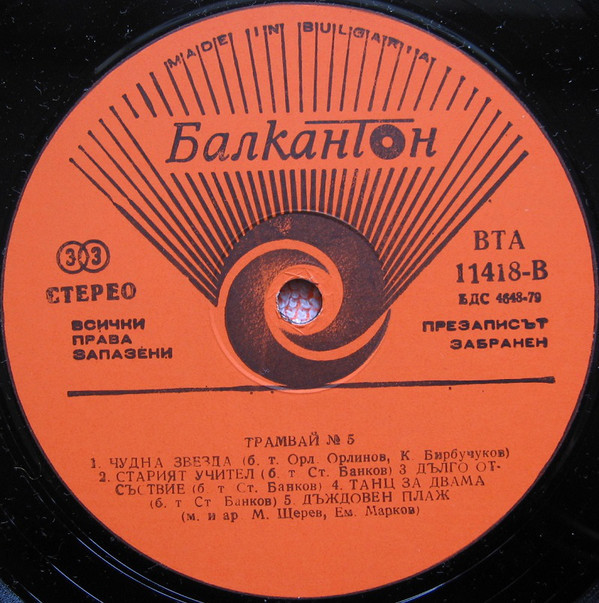 MADE IN BULGARIA
Балкантон
33
СТЕРЕО
ВСИЧКИ
ПРАВА
ЗАПАЗЕНИ
ВТА
11418-В
БДС 4648-79
ПРЕЗАПИСЪТ
ЗАБРАНЕН
ТРАМВАЙ № 5
1. ЧУДНА ЗВЕЗДА (б. т. Орл. Орлинов, К. Бирбучуков)
2. СТАРИЯТ УЧИТЕЛ (б. т. Ст. Банков) 3 ДЪЛГО ОТ-
СЪСТВИЕ (б. т. Ст. Банков) 4. ТАНЦ ЗА ДВАМА
(б. т. Ст Банков) 5. ДЪЖДОВЕН ПЛАЖ
(м. и ар М. Щерев, Ем. Марков)